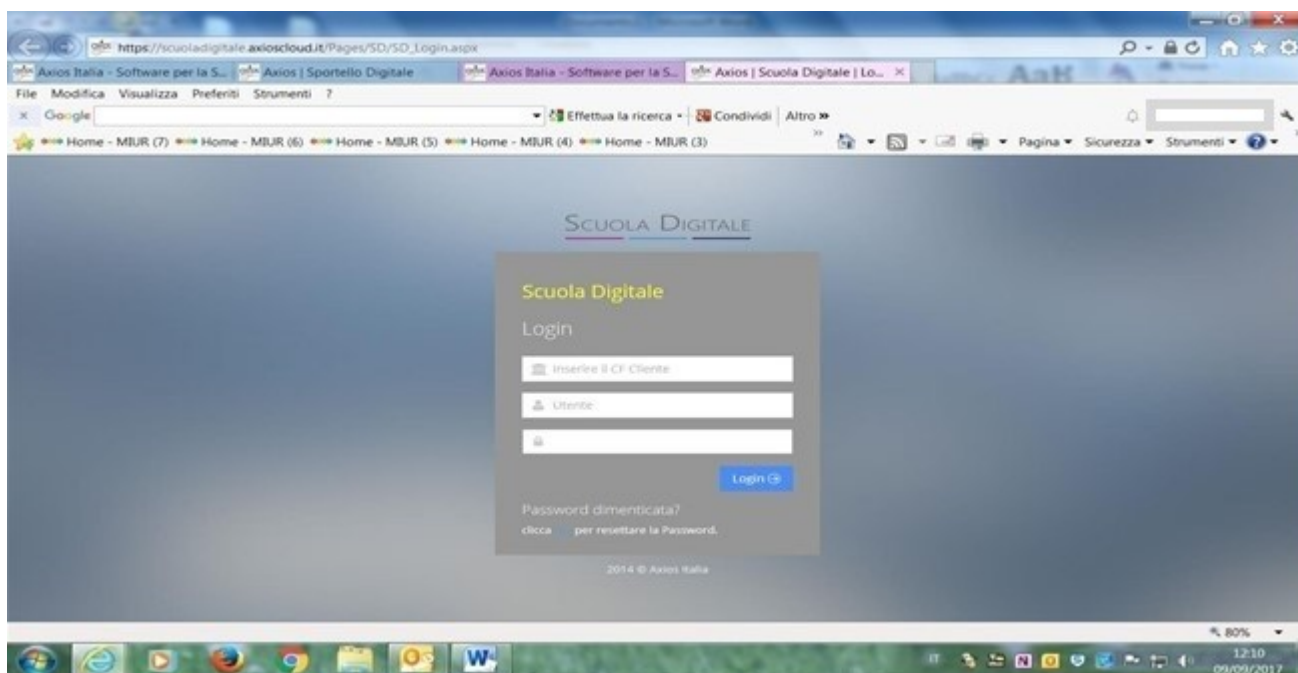 https://scuoladigitale.axioscloud.it/Pages/SD/SD_Login.aspx
Axios Italia - Software per la S... Axios | Sportello Digitale Axios Italia - Software per la S... Axios | Scuola Digitale | Lo... ×
File Modifica Visualizza Preferiti Strumenti ?
× Google Effettua la ricerca Condividi Altro »
Home - MIUR (7) Home - MIUR (6) Home - MIUR (5) Home - MIUR (4) Home - MIUR (3) » Pagina Sicurezza Strumenti
SCUOLA DIGITALE
Scuola Digitale
Login
Inserire il CF Cliente
Utente
Login
Password dimenticata?
clicca per resettare la Password.
2014 © Axios Italia
80%
IT 12:10
09/09/2017